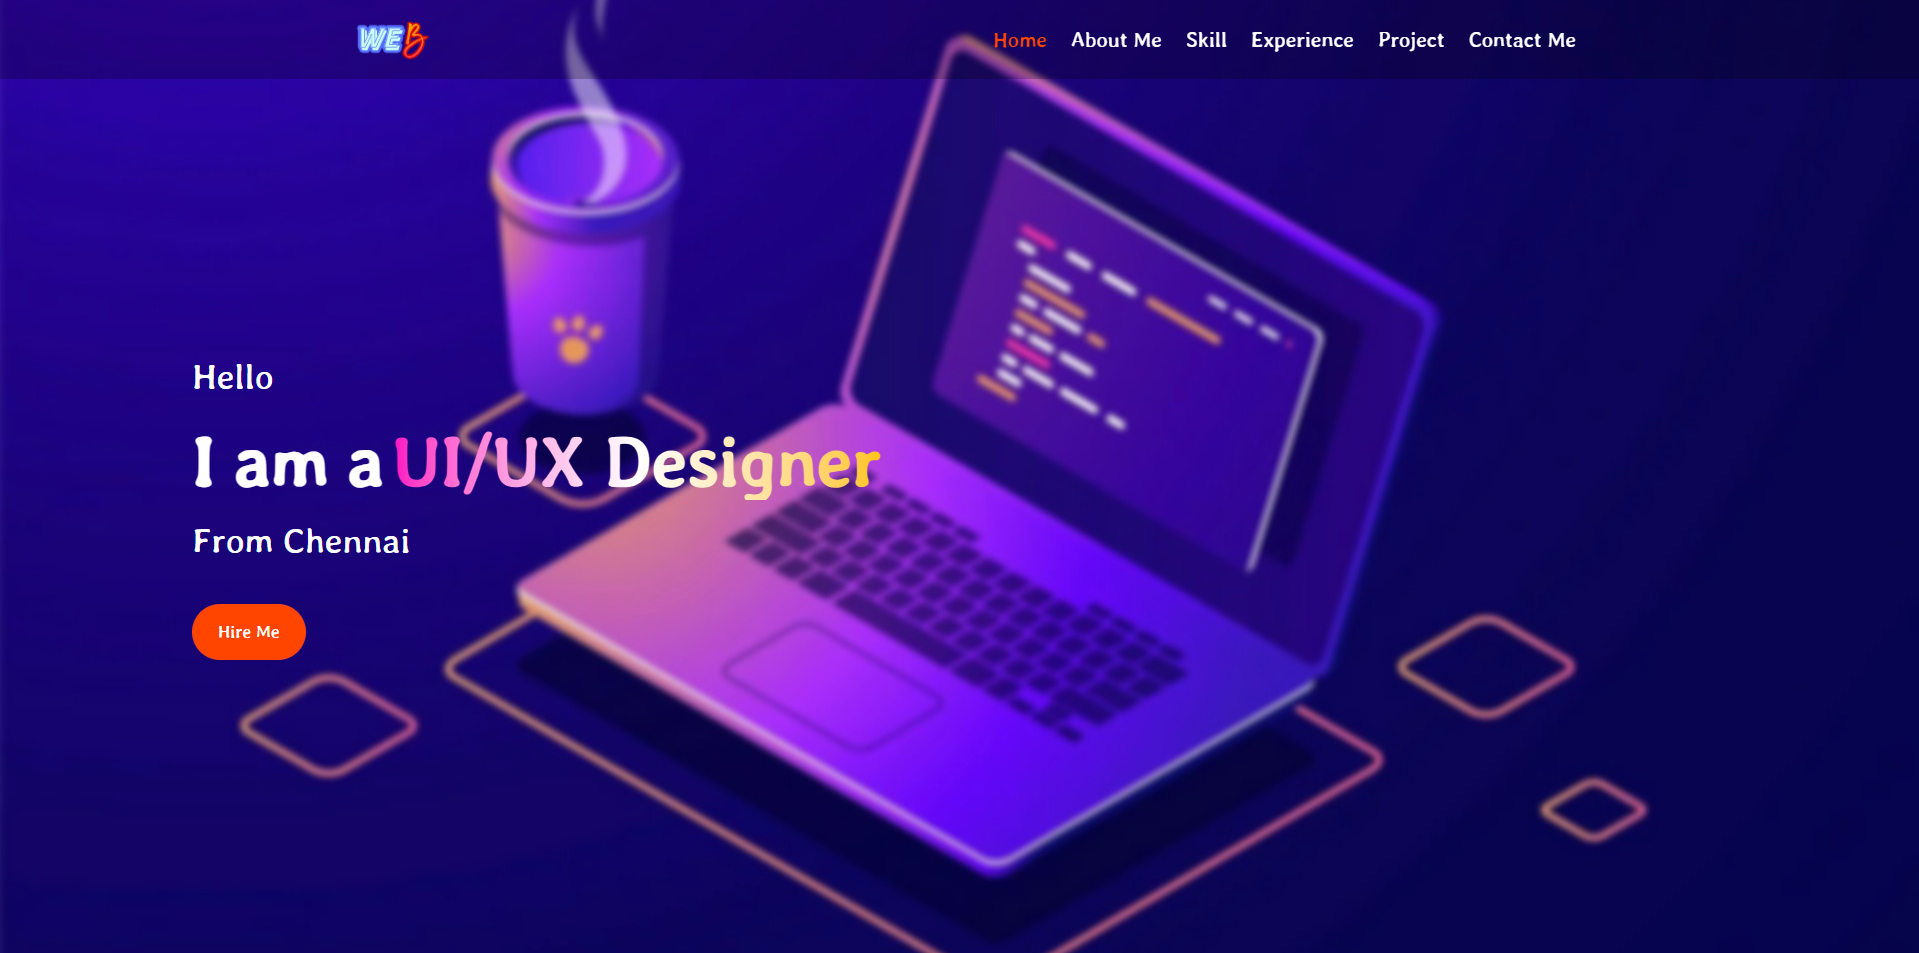 WEB
Home About Me Skill Experience Project Contact Me
Hello
I am a UI/UX Designer
From Chennai
Hire Me